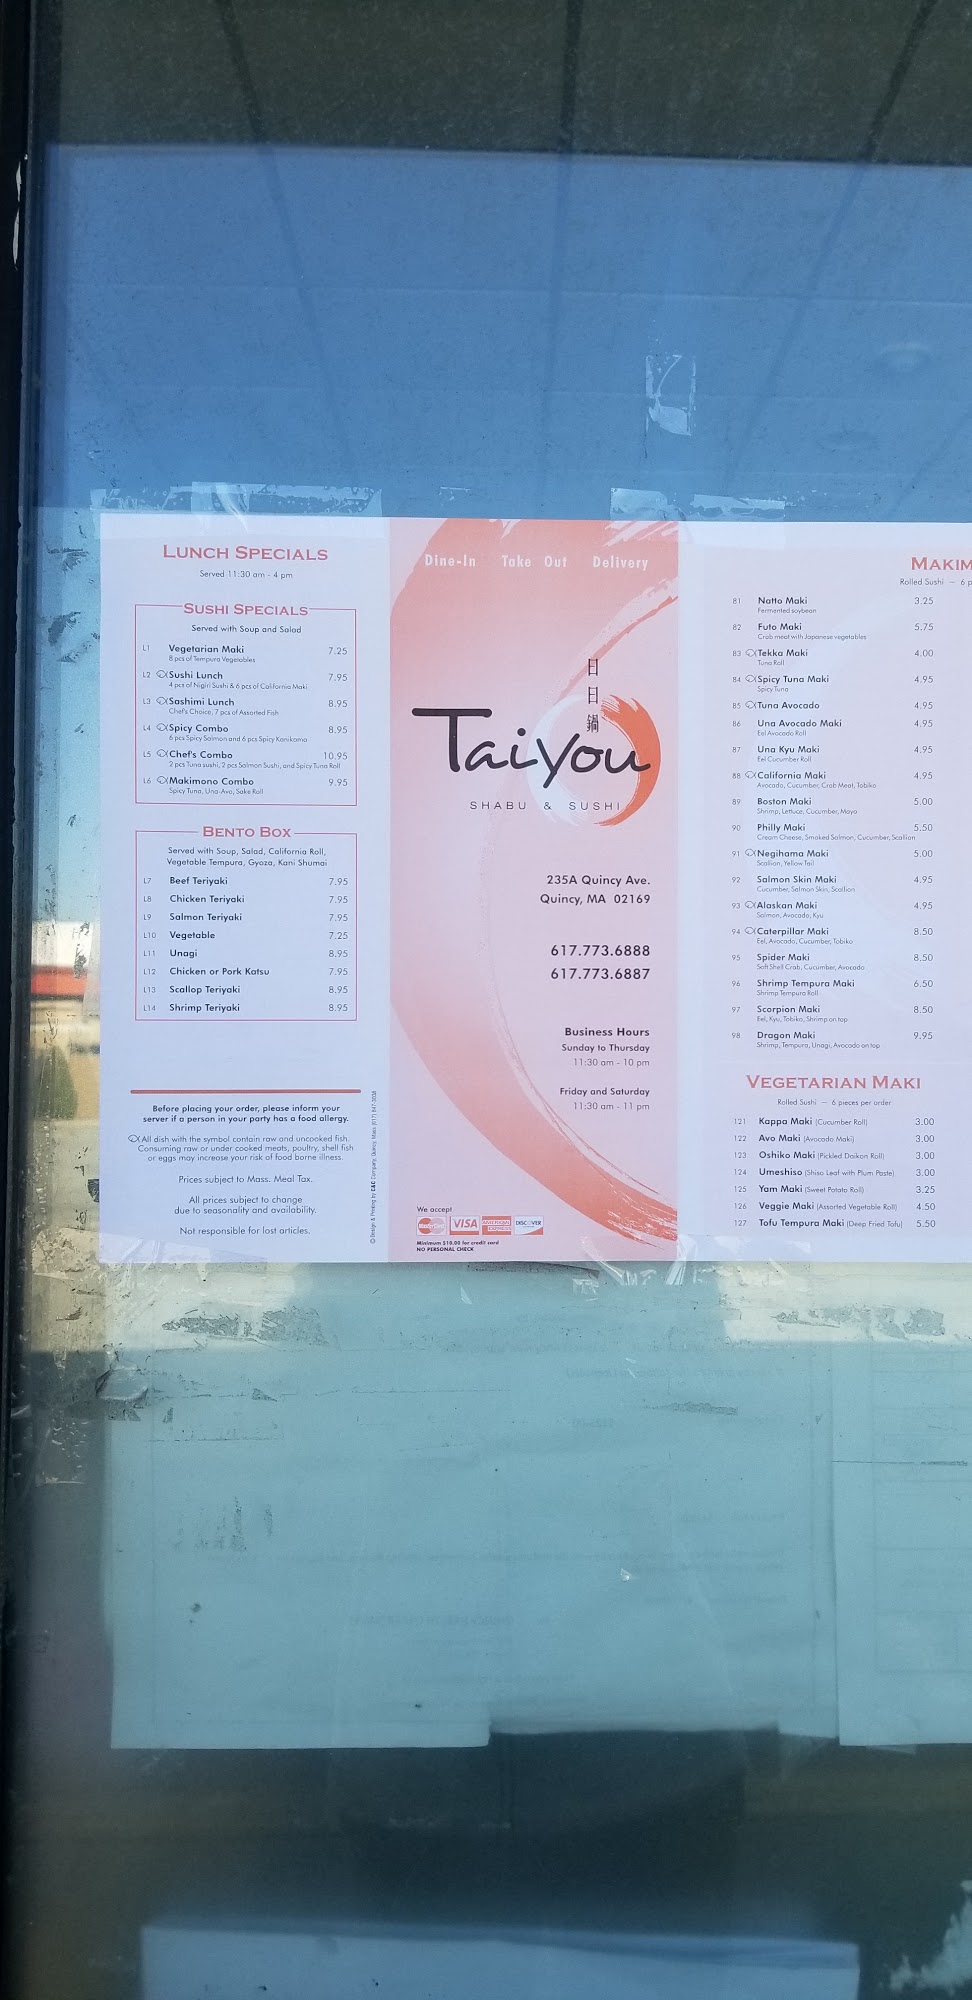 LUNCH SPECIALS
Served 11:30 am - 4 pm
SUSHI SPECIALS
Served with Soup and Salad
L1 Vegetarian Maki 7.25
8 pcs of Tempura Vegetables
L2 Sushi Lunch 7.95
4 pcs of Nigiri Sushi & 6 pcs of California Maki
L3 Sashimi Lunch 8.95
Chef's Choice, 7 pcs of Assorted Fish
L4 Spicy Combo 8.95
6 pcs Spicy Salmon and 6 pcs Spicy Kanikama
L5 Chef's Combo 10.95
2 pcs Tuna sushi, 2 pcs Salmon Sushi, and Spicy Tuna Roll
L6 Makimono Combo 9.95
Spicy Tuna, Una-Avo, Sake Roll
BENTO BOX
Served with Soup, Salad, California Roll,
Vegetable Tempura, Gyoza, Kani Shumai
L7 Beef Teriyaki 7.95
L8 Chicken Teriyaki 7.95
L9 Salmon Teriyaki 7.95
L10 Vegetable 7.25
L11 Unagi 8.95
L12 Chicken or Pork Katsu 7.95
L13 Scallop Teriyaki 8.95
L14 Shrimp Teriyaki 8.95
Before placing your order, please inform your
server if a person in your party has a food allergy.
All dish with the symbol contain raw and uncooked fish.
Consuming raw or under cooked meats, poultry, shell fish
or eggs may increase your risk of food borne illness.
Prices subject to Mass. Meal Tax.
All prices subject to change
due to seasonality and availability.
Not responsible for lost articles.
© Design & Printing by C&C Company, Quincy, Mass (617) 847-3038
Dine-In Take Out Delivery
日
日
鍋
Taiyou
SHABU & SUSHI
235A Quincy Ave.
Quincy, MA 02169
617.773.6888
617.773.6887
Business Hours
Sunday to Thursday
11:30 am - 10 pm
Friday and Saturday
11:30 am - 11 pm
We accept
MasterCard VISA AMERICAN EXPRESS DISCOVER
Minimum $10.00 for credit card
NO PERSONAL CHECK
MAKIM
Rolled Sushi — 6 p
81 Natto Maki 3.25
Fermented soybean
82 Futo Maki 5.75
Crab meat with Japanese vegetables
83 Tekka Maki 4.00
Tuna Roll
84 Spicy Tuna Maki 4.95
Spicy Tuna
85 Tuna Avocado 4.95
86 Una Avocado Maki 4.95
Eel Avocado Roll
87 Una Kyu Maki 4.95
Eel Cucumber Roll
88 California Maki 4.95
Avocado, Cucumber, Crab Meat, Tobiko
89 Boston Maki 5.00
Shrimp, Lettuce, Cucumber, Mayo
90 Philly Maki 5.50
Cream Cheese, Smoked Salmon, Cucumber, Scallion
91 Negihama Maki 5.00
Scallion, Yellow Tail
92 Salmon Skin Maki 4.95
Cucumber, Salmon Skin, Scallion
93 Alaskan Maki 4.95
Salmon, Avocado, Kyu
94 Caterpillar Maki 8.50
Eel, Avocado, Cucumber, Tobiko
95 Spider Maki 8.50
Soft Shell Crab, Cucumber, Avocado
96 Shrimp Tempura Maki 6.50
Shrimp Tempura Roll
97 Scorpion Maki 8.50
Eel, Kyu, Tobiko, Shrimp on top
98 Dragon Maki 9.95
Shrimp, Tempura, Unagi, Avocado on top
VEGETARIAN MAKI
Rolled Sushi — 6 pieces per order
121 Kappa Maki (Cucumber Roll) 3.00
122 Avo Maki (Avocado Maki) 3.00
123 Oshiko Maki (Pickled Daikon Roll) 3.00
124 Umeshiso (Shiso Leaf with Plum Paste) 3.00
125 Yam Maki (Sweet Potato Roll) 3.25
126 Veggie Maki (Assorted Vegetable Roll) 4.50
127 Tofu Tempura Maki (Deep Fried Tofu) 5.50